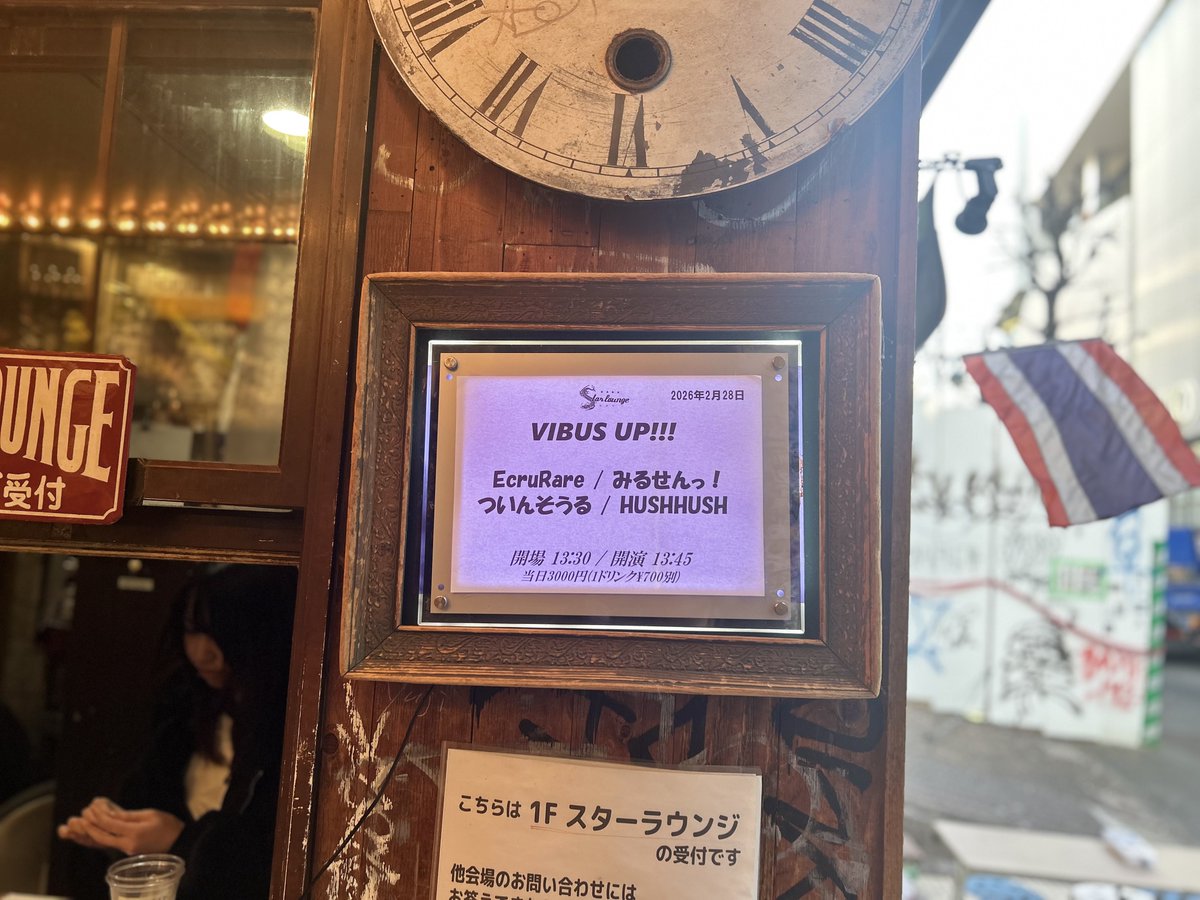 Star lounge
2026年2月28日
VIBUS UP!!!
EcruRare / みるせんっ!
ついんそうる / HUSHHUSH
開場 13:30 / 開演 13:45
当日3000円(1ドリンク¥700別)
OUNGE
受付
こちらは 1F スターラウンジ
の受付です
他会場のお問い合わせには